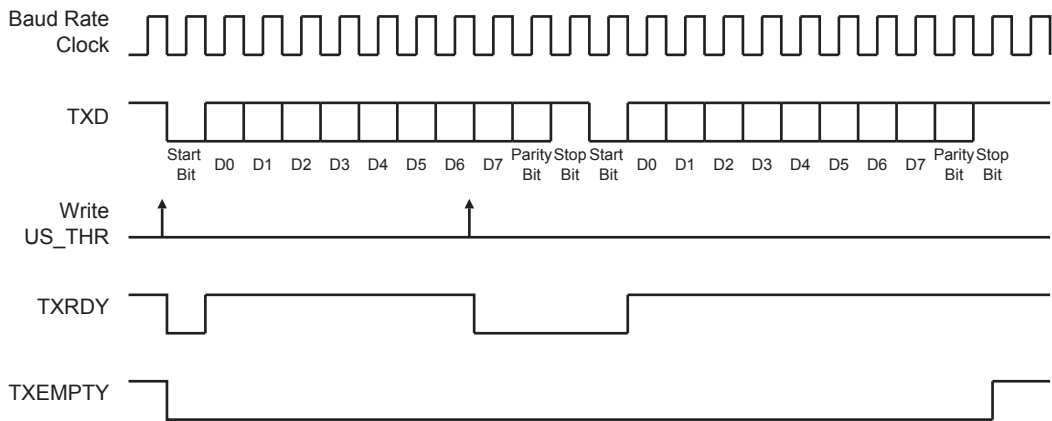 Baud Rate
Clock
TXD
Start
Bit
D0 D1 D2 D3 D4 D5 D6 D7
Parity
Bit
Stop
Bit
Start
Bit
D0 D1 D2 D3 D4 D5 D6 D7
Parity
Bit
Stop
Bit
Write
US_THR
TXRDY
TXEMPTY